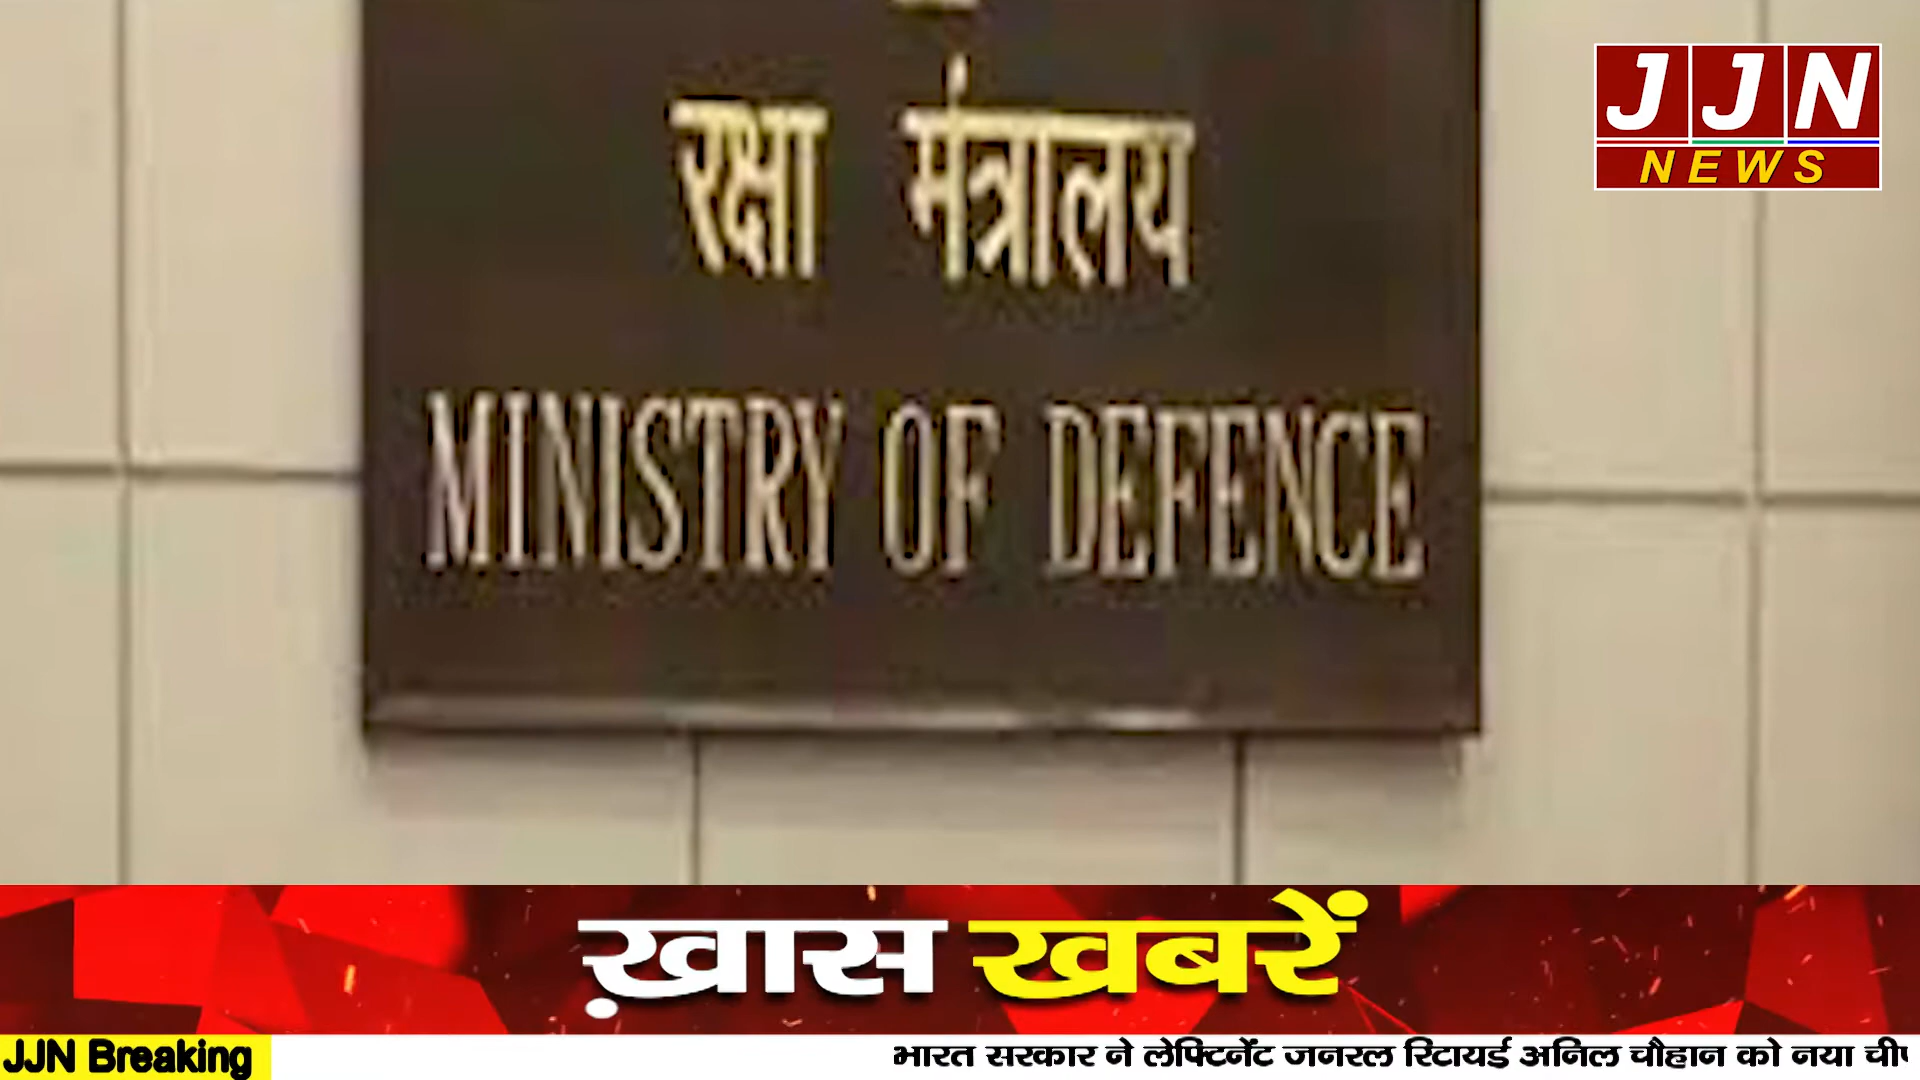 JJN
NEWS
रक्षा मंत्रालय
MINISTRY OF DEFENCE
ख़ास खबरें
JJN Breaking
भारत सरकार ने लेफ्टिनेंट जनरल रिटायर्ड अनिल चौहान को नया